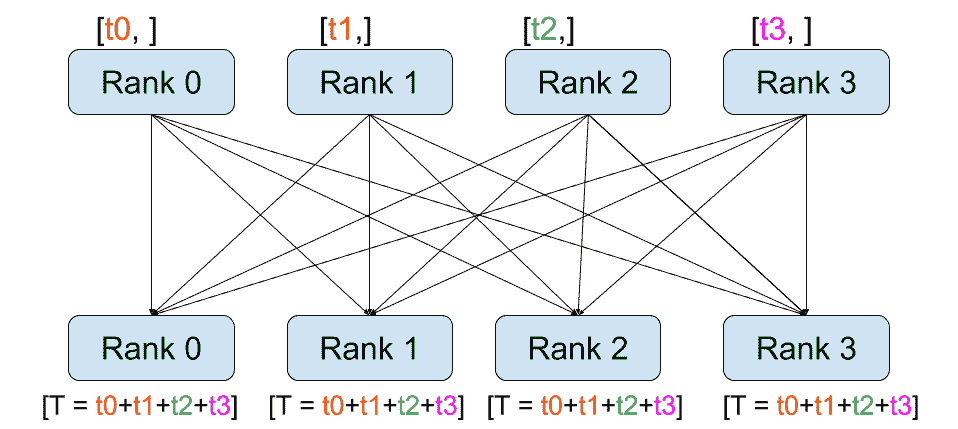 [t0, ] [t1,] [t2,] [t3, ]
Rank 0 Rank 1 Rank 2 Rank 3
Rank 0 Rank 1 Rank 2 Rank 3
[T = t0+t1+t2+t3] [T = t0+t1+t2+t3] [T = t0+t1+t2+t3] [T = t0+t1+t2+t3]